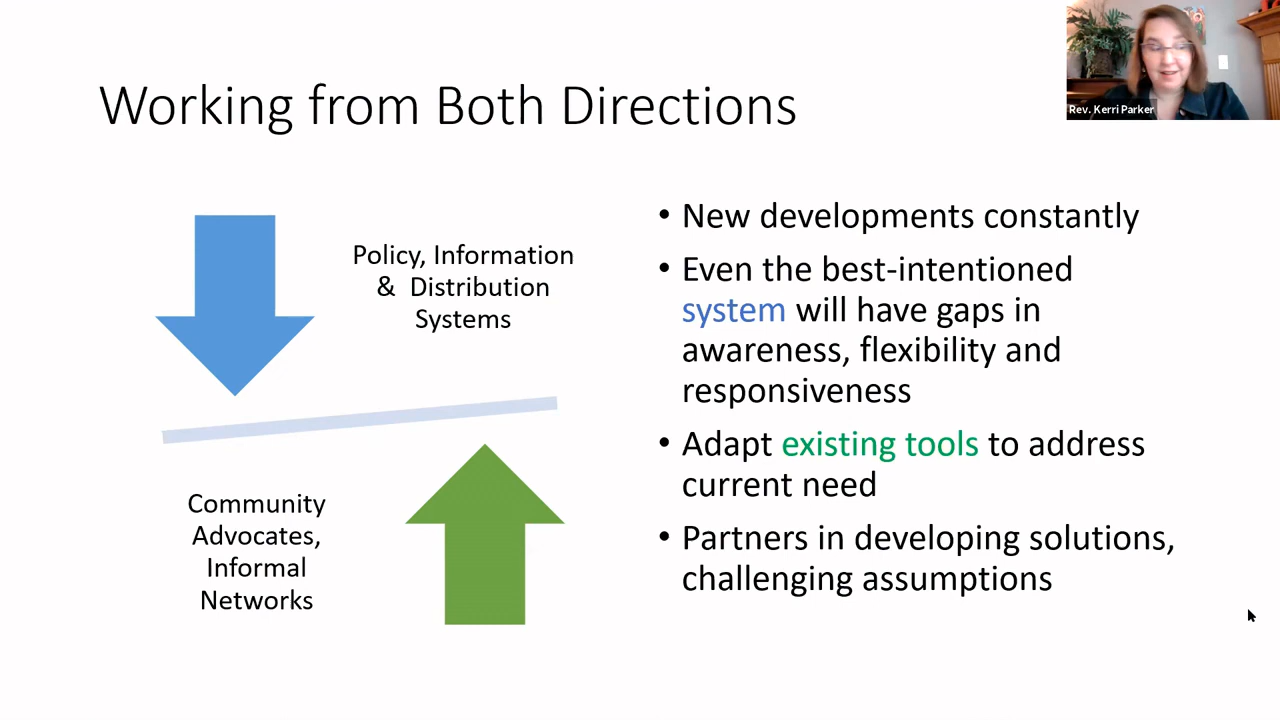 Working from Both Directions
Rev. Kerri Parker
Policy, Information
& Distribution
Systems
Community
Advocates,
Informal
Networks
• New developments constantly
• Even the best-intentioned
system will have gaps in
awareness, flexibility and
responsiveness
• Adapt existing tools to address
current need
• Partners in developing solutions,
challenging assumptions